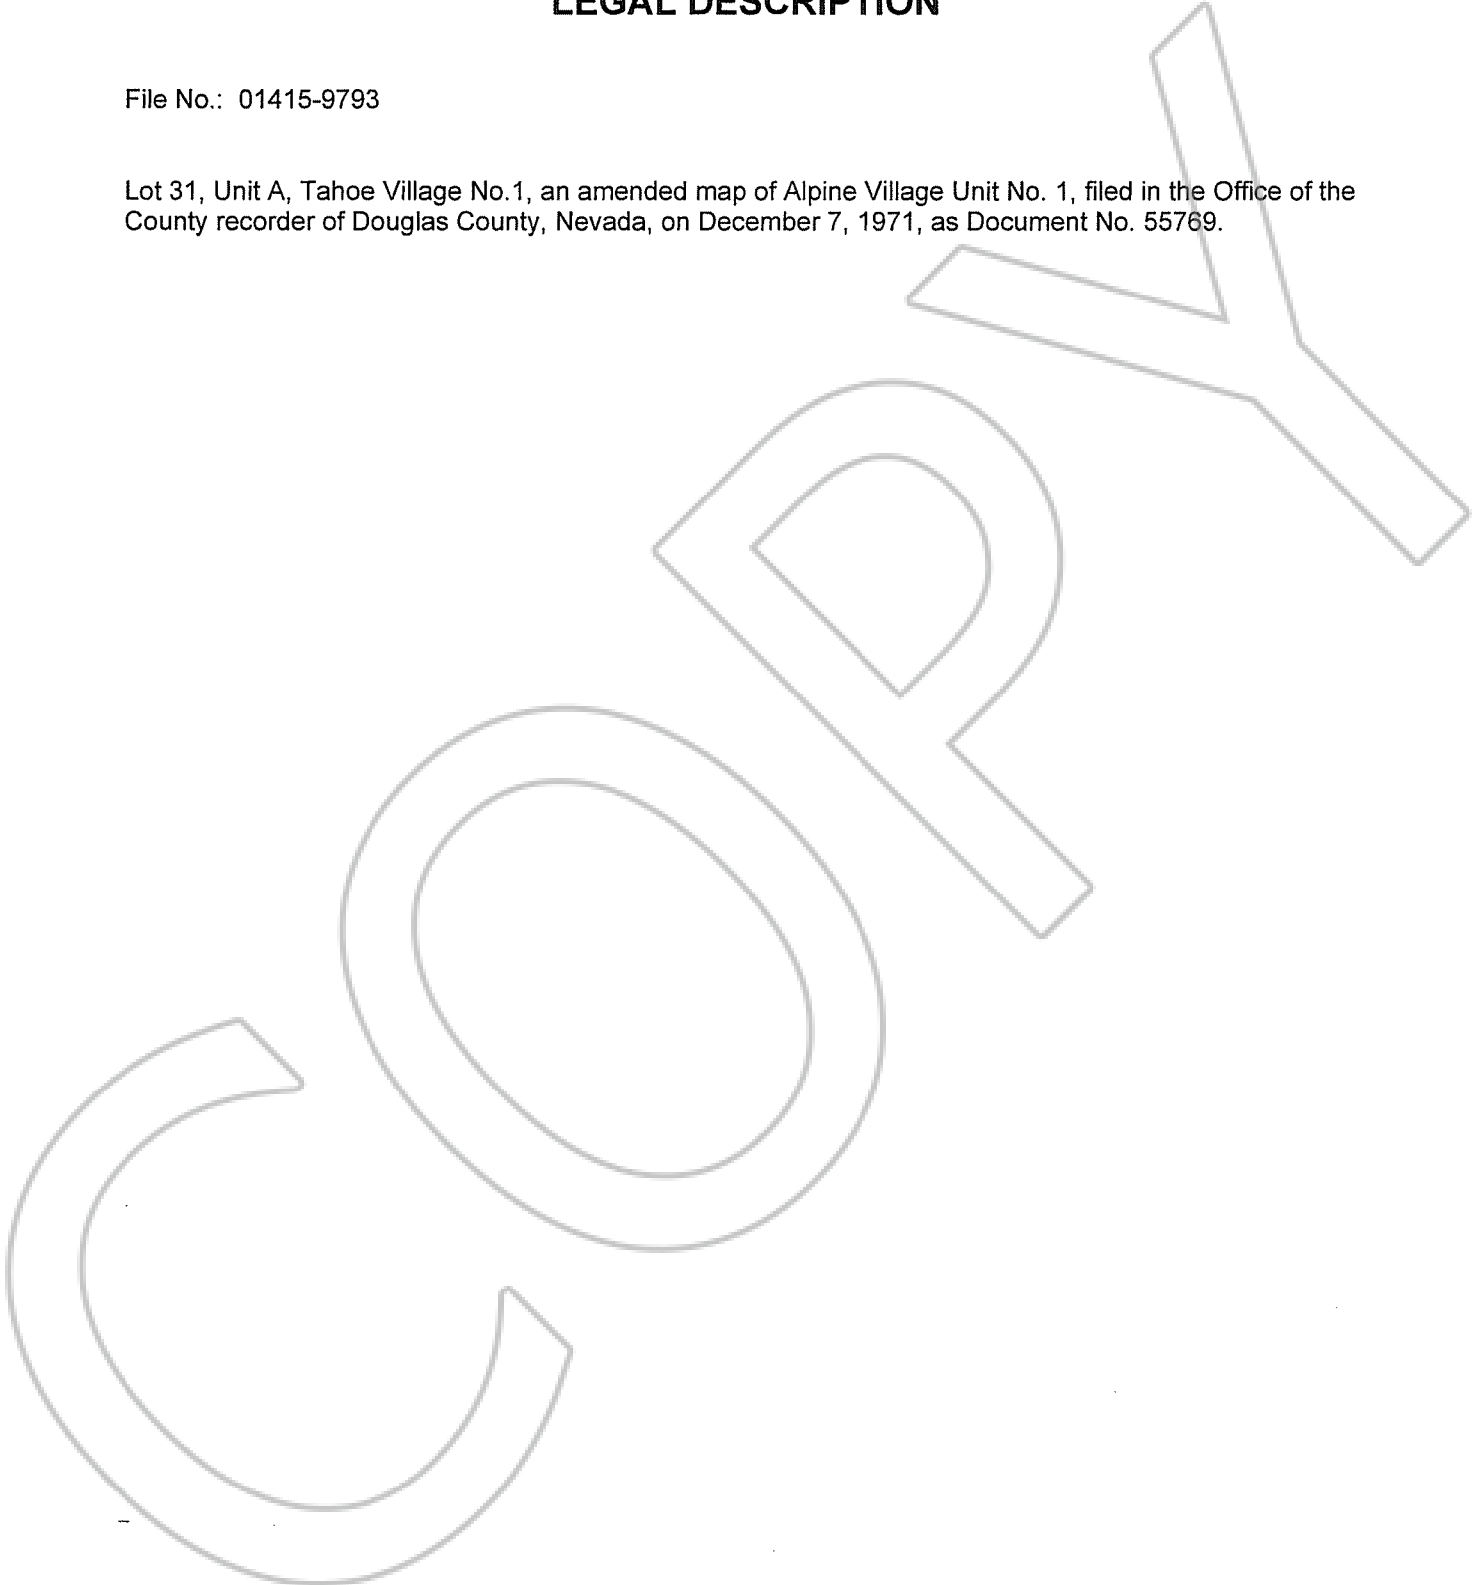 LEGAL DESCRIPTION
File No.: 01415-9793
Lot 31, Unit A, Tahoe Village No.1, an amended map of Alpine Village Unit No. 1, filed in the Office of the
County recorder of Douglas County, Nevada, on December 7, 1971, as Document No. 55769.
COPY